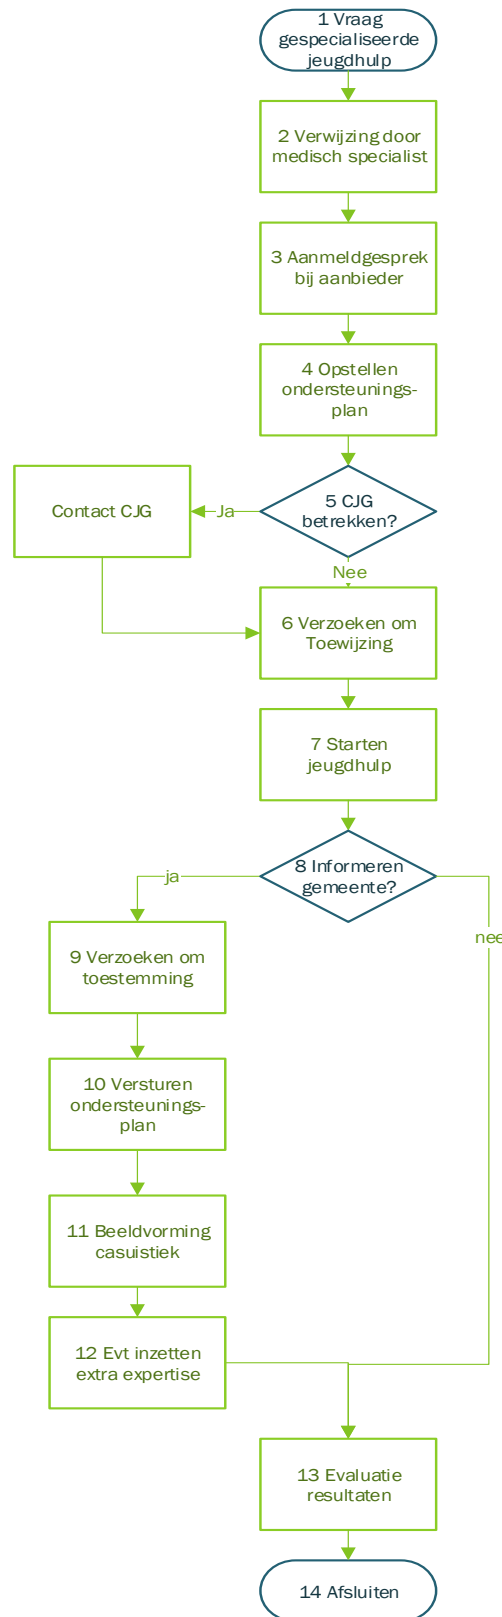 1 Vraag
gespecialiseerde
jeugdhulp
2 Verwijzing door
medisch specialist
3 Aanmeldgesprek
bij aanbieder
4 Opstellen
ondersteunings-
plan
5 CJG
betrekken?
Ja
Contact CJG
Nee
6 Verzoeken om
Toewijzing
7 Starten
jeugdhulp
8 Informeren
gemeente?
ja
nee
9 Verzoeken om
toestemming
10 Versturen
ondersteunings-
plan
11 Beeldvorming
casuistiek
12 Evt inzetten
extra expertise
13 Evaluatie
resultaten
14 Afsluiten